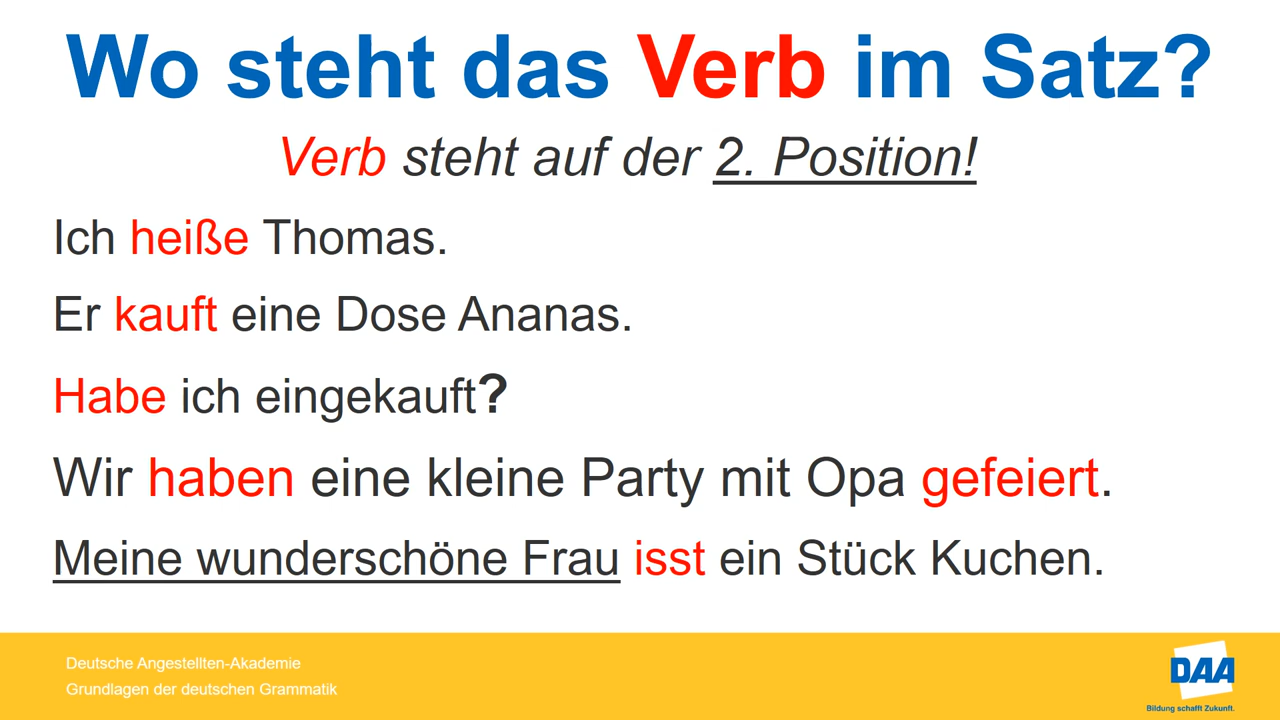 Wo steht das Verb im Satz?
Verb steht auf der 2. Position!
Ich heiße Thomas.
Er kauft eine Dose Ananas.
Habe ich eingekauft?
Wir haben eine kleine Party mit Opa gefeiert.
Meine wunderschöne Frau isst ein Stück Kuchen.
Deutsche Angestellten-Akademie
Grundlagen der deutschen Grammatik
DAA
Bildung schafft Zukunft.